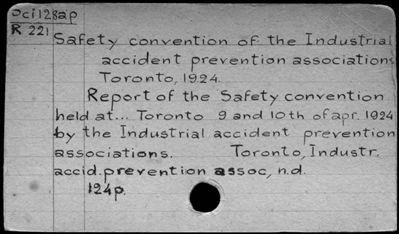 Oci128ap
R 221
Safety convention of the Industrial
accident prevention associations
Toronto, 1924.
Report of the Safety convention
held at... Toronto 9 and 10th of apr. 1924
by the Industrial accident prevention
associations. Toronto, Industr.
accid. prevention assoc, n.d.
124p.